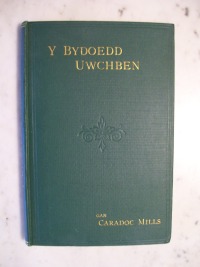 Y BYDOEDD
UWCHBEN
GAN
CARADOC MILLS